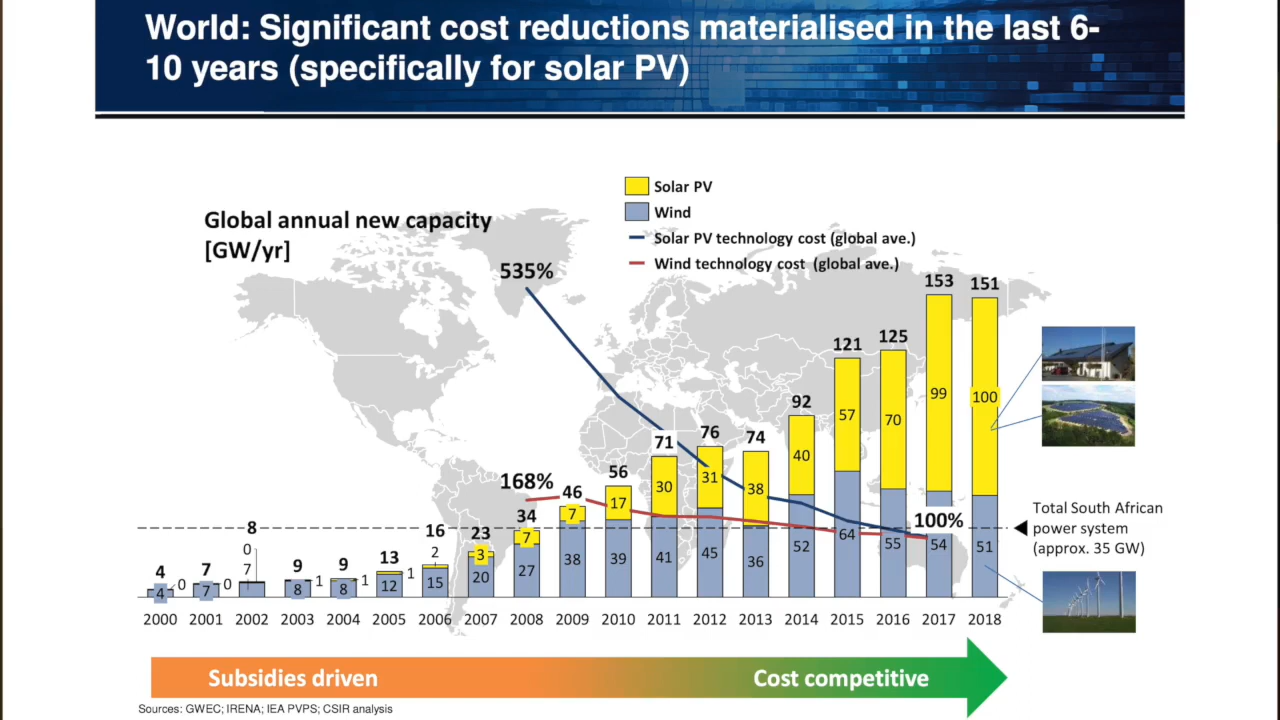 World: Significant cost reductions materialised in the last 6-
10 years (specifically for solar PV)
Solar PV
Wind
Solar PV technology cost (global ave.)
Wind technology cost (global ave.)
Global annual new capacity
[GW/yr]
535%
168%
100%
4 7 8 9 9 13 16 23 34 46 56 71 76 74 92 121 125 153 151
0 0 0 1 1 1 2 3 7 7 17 30 31 38 40 57 70 99 100
4 7 7 8 8 12 15 20 27 38 39 41 45 36 52 64 55 54 51
2000 2001 2002 2003 2004 2005 2006 2007 2008 2009 2010 2011 2012 2013 2014 2015 2016 2017 2018
Total South African
power system
(approx. 35 GW)
Subsidies driven
Cost competitive
Sources: GWEC; IRENA; IEA PVPS; CSIR analysis